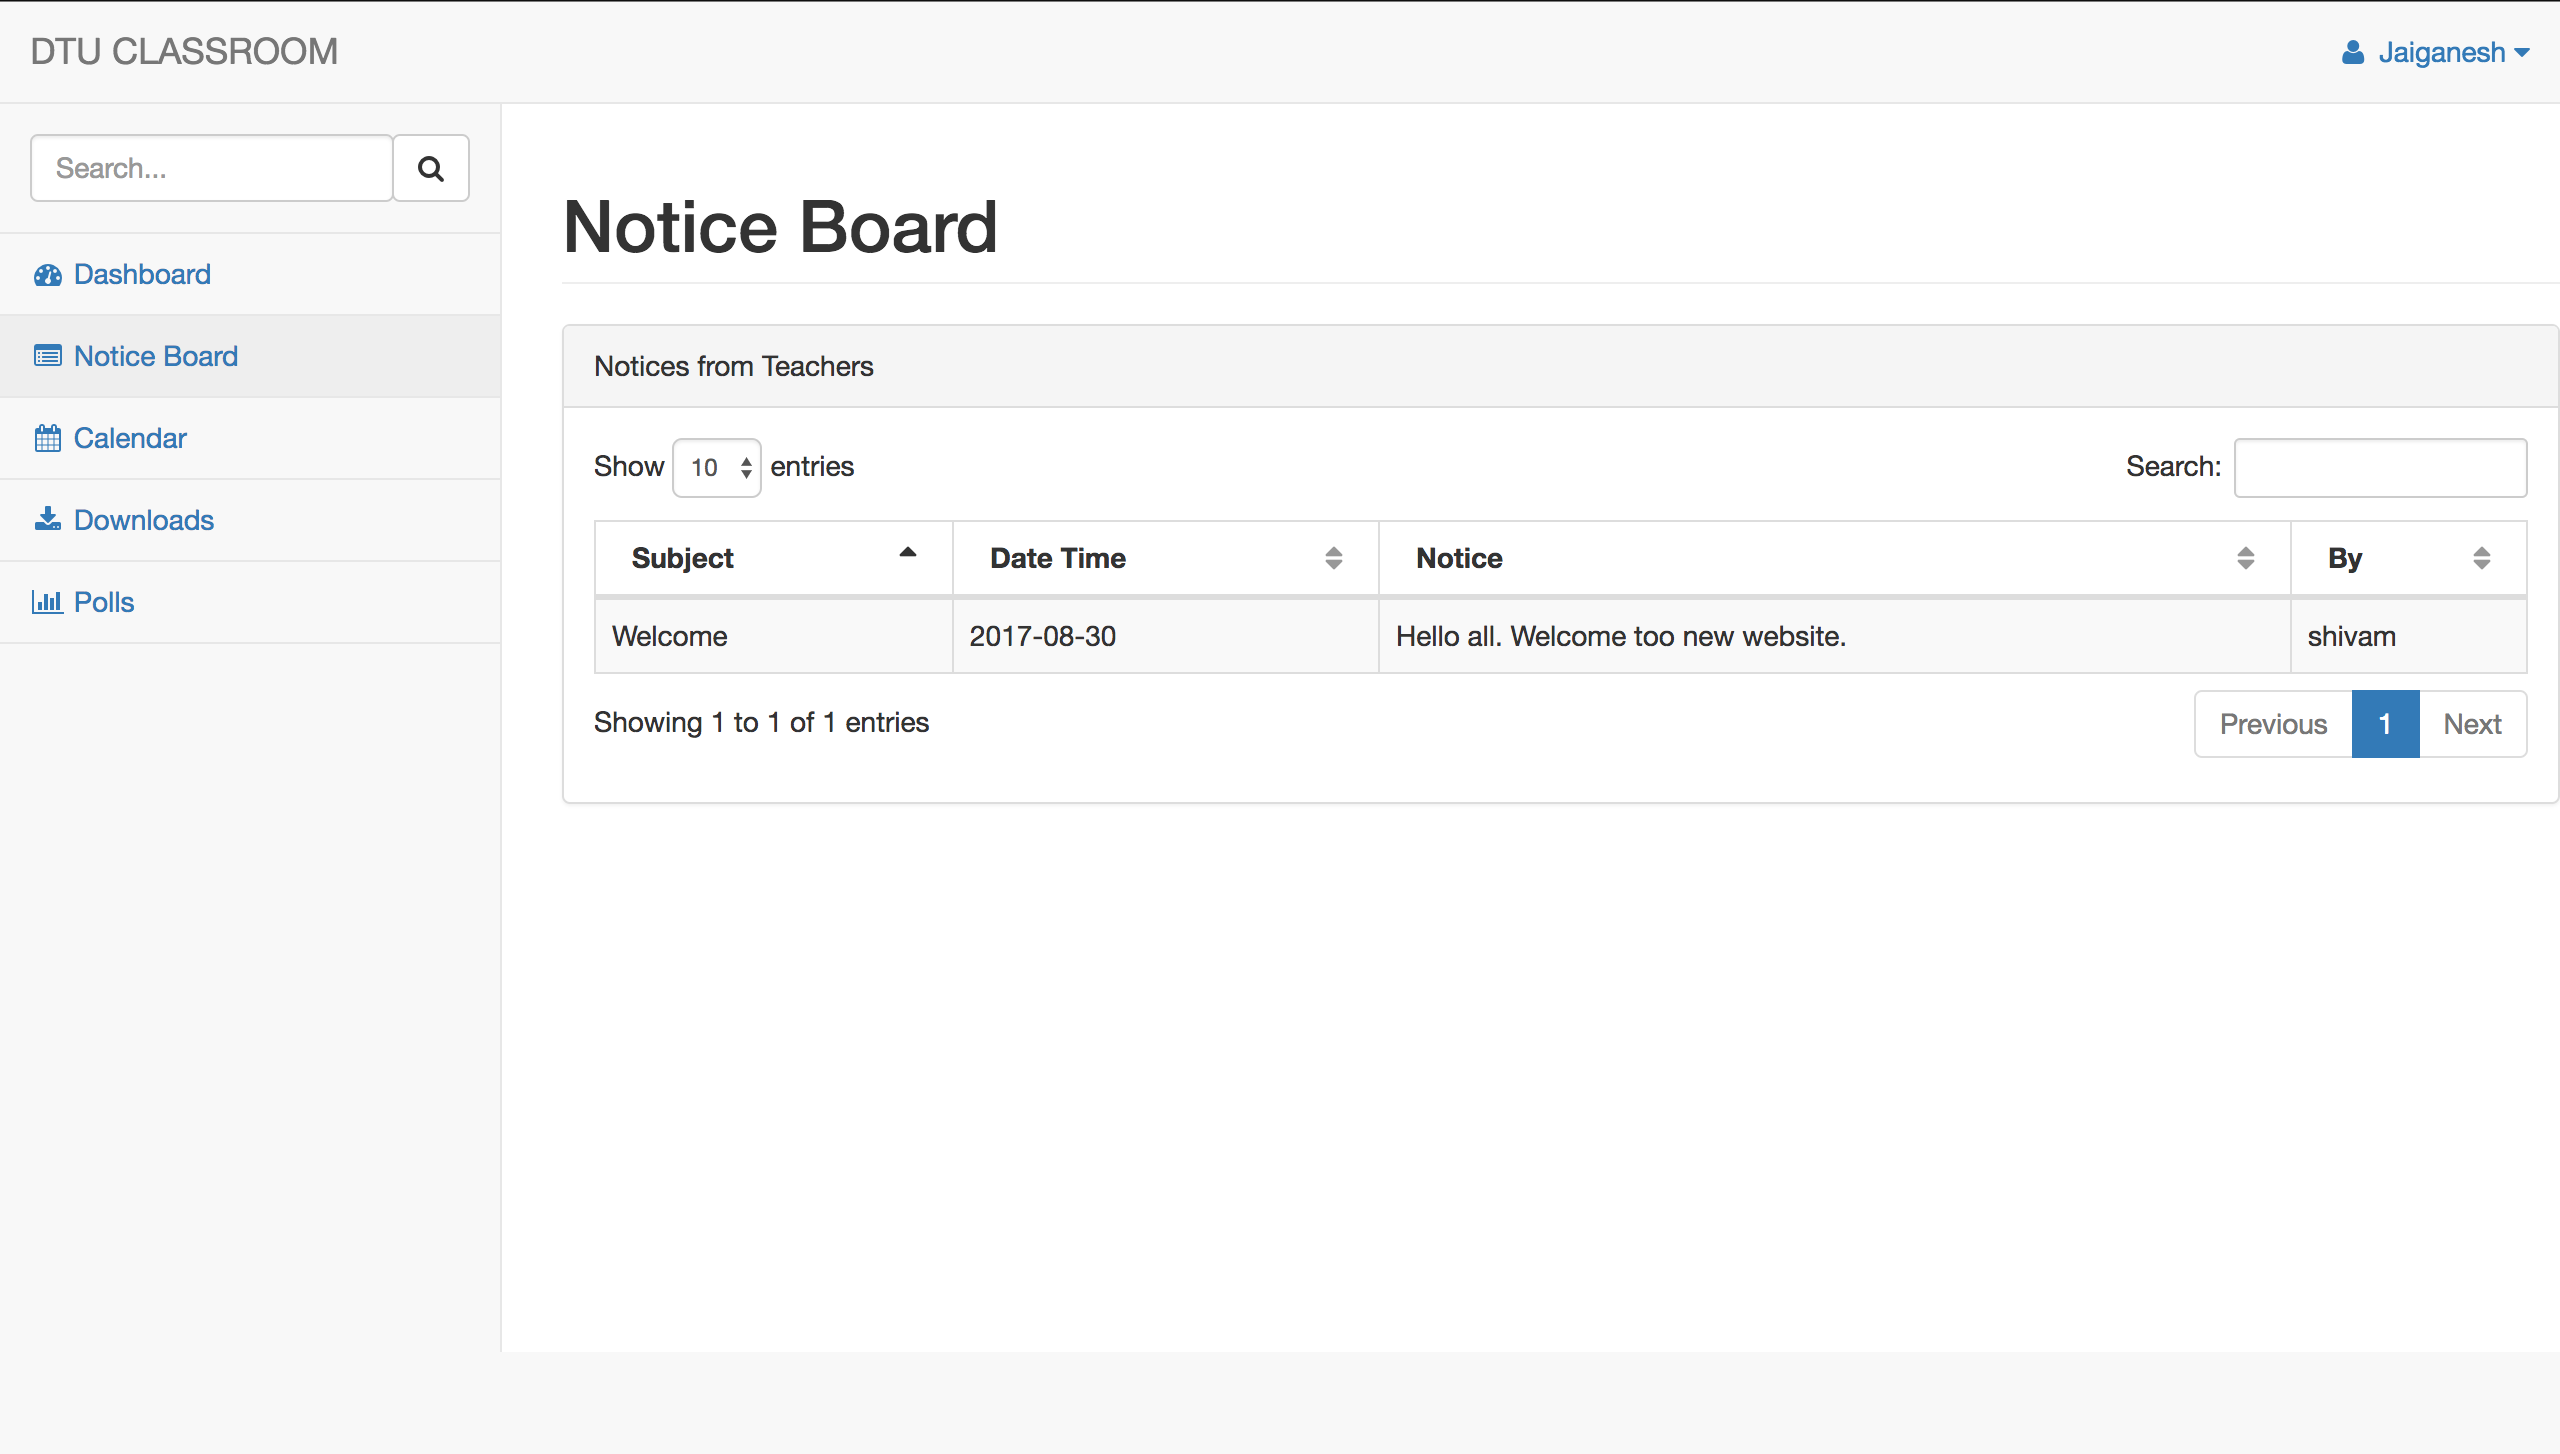 DTU CLASSROOM
Jaiganesh
Search...
Dashboard
Notice Board
Calendar
Downloads
Polls
Notice Board
Notices from Teachers
Show 10 entries
Search:
Subject Date Time Notice By
Welcome 2017-08-30 Hello all. Welcome too new website. shivam
Showing 1 to 1 of 1 entries
Previous 1 Next